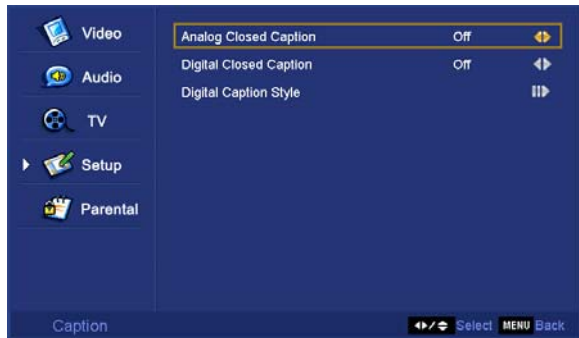 Video
Audio
TV
Setup
Parental
Analog Closed Caption Off
Digital Closed Caption Off
Digital Caption Style
Caption
Select MENU Back